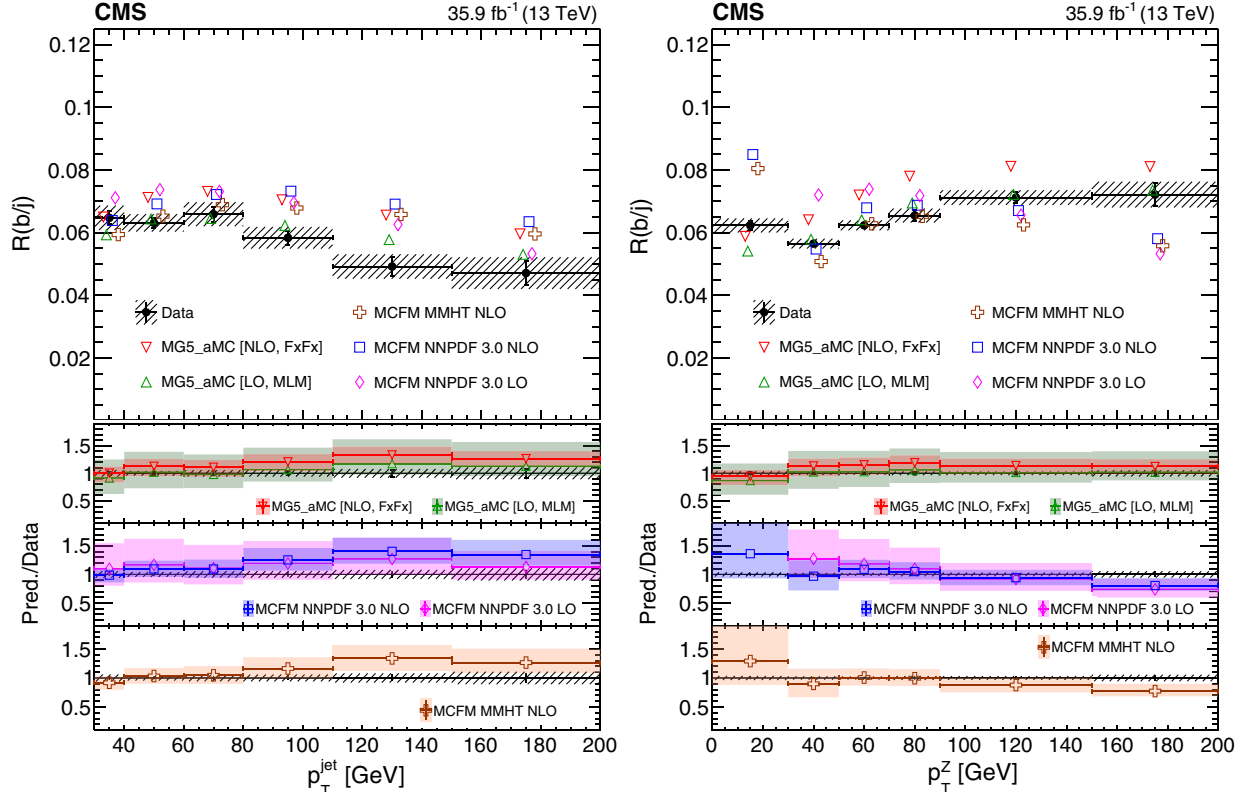 CMS 35.9 fb⁻¹ (13 TeV)
0.12
0.1
0.08
0.06
0.04
0.02
R(b/j)
Data
MG5_aMC [NLO, FxFx]
MG5_aMC [LO, MLM]
MCFM MMHT NLO
MCFM NNPDF 3.0 NLO
MCFM NNPDF 3.0 LO
1.5
1
0.5
MG5_aMC [NLO, FxFx] MG5_aMC [LO, MLM]
Pred./Data
1.5
1
0.5
MCFM NNPDF 3.0 NLO MCFM NNPDF 3.0 LO
1.5
1
0.5
MCFM MMHT NLO
40 60 80 100 120 140 160 180 200
p_T^jet [GeV]
CMS 35.9 fb⁻¹ (13 TeV)
0.12
0.1
0.08
0.06
0.04
0.02
R(b/j)
Data
MG5_aMC [NLO, FxFx]
MG5_aMC [LO, MLM]
MCFM MMHT NLO
MCFM NNPDF 3.0 NLO
MCFM NNPDF 3.0 LO
1.5
1
0.5
MG5_aMC [NLO, FxFx] MG5_aMC [LO, MLM]
Pred./Data
1.5
1
0.5
MCFM NNPDF 3.0 NLO MCFM NNPDF 3.0 LO
1.5
1
0.5
MCFM MMHT NLO
0 20 40 60 80 100 120 140 160 180 200
p_T^Z [GeV]